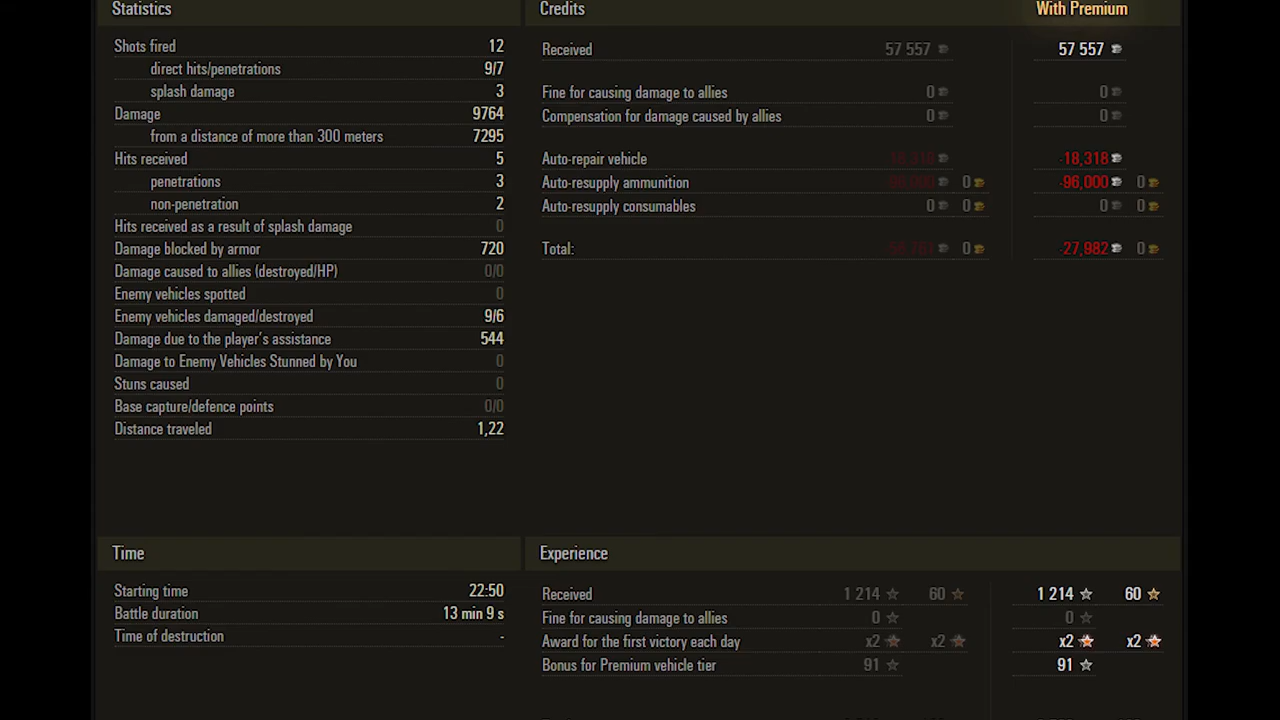 Statistics
Shots fired 12
direct hits/penetrations 9/7
splash damage 3
Damage 9764
from a distance of more than 300 meters 7295
Hits received 5
penetrations 3
non-penetration 2
Hits received as a result of splash damage 0
Damage blocked by armor 720
Damage caused to allies (destroyed/HP) 0/0
Enemy vehicles spotted 0
Enemy vehicles damaged/destroyed 9/6
Damage due to the player's assistance 544
Damage to Enemy Vehicles Stunned by You 0
Stuns caused 0
Base capture/defence points 0/0
Distance traveled 1,22
Credits With Premium
Received 57 557 57 557
Fine for causing damage to allies 0 0
Compensation for damage caused by allies 0 0
Auto-repair vehicle -18,318
Auto-resupply ammunition 0 -96,000 0
Auto-resupply consumables 0 0 0 0
Total: 0 -27,982 0
Time
Starting time 22:50
Battle duration 13 min 9 s
Time of destruction -
Experience
Received 1 214 60 1 214 60
Fine for causing damage to allies 0 0
Award for the first victory each day x2 x2 x2 x2
Bonus for Premium vehicle tier 91 91